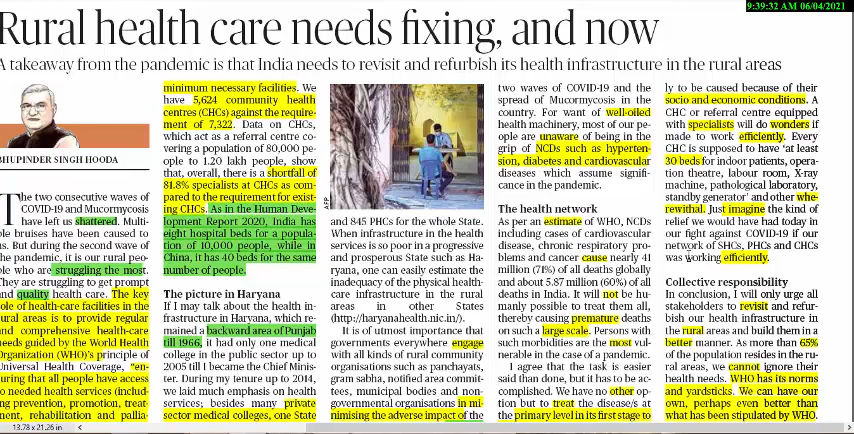 9:39:32 AM 06/04/2021
Rural health care needs fixing, and now
A takeaway from the pandemic is that India needs to revisit and refurbish its health infrastructure in the rural areas
BHUPINDER SINGH HOODA
The two consecutive waves of
COVID-19 and Mucormycosis
have left us shattered. Multi-
ple bruises have been caused to
us. But during the second wave of
the pandemic, it is our rural peo-
ple who are struggling the most.
They are struggling to get prompt
and quality health care. The key
role of health-care facilities in the
rural areas is to provide regular
and comprehensive health-care
needs guided by the World Health
Organization (WHO)'s principle of
Universal Health Coverage, "en-
suring that all people have access
to needed health services (includ-
ing prevention, promotion, treat-
ment, rehabilitation and pallia-
minimum necessary facilities. We
have 5,624 community health
centres (CHCs) against the require-
ment of 7,322. Data on CHCs,
which act as a referral centre co-
vering a population of 80,000 pe-
ople to 1.20 lakh people, show
that, overall, there is a shortfall of
81.8% specialists at CHCs as com-
pared to the requirement for exist-
ing CHCs. As in the Human Deve-
lopment Report 2020, India has
eight hospital beds for a popula-
tion of 10,000 people, while in
China, it has 40 beds for the same
number of people.
The picture in Haryana
If I may talk about the health in-
frastructure in Haryana, which re-
mained a backward area of Punjab
till 1966, it had only one medical
college in the public sector up to
2005 till I became the Chief Minis-
ter. During my tenure up to 2014,
we laid much emphasis on health
services; besides many private
sector medical colleges, one State
AFP
and 845 PHCs for the whole State.
When infrastructure in the health
services is so poor in a progressive
and prosperous State such as Ha-
ryana, one can easily estimate the
inadequacy of the physical health-
care infrastructure in the rural
areas in other States
(http://haryanahealth.nic.in/).
It is of utmost importance that
governments everywhere engage
with all kinds of rural community
organisations such as panchayats,
gram sabha, notified area commit-
tees, municipal bodies and non-
governmental organisations in mi-
nimising the adverse impact of the
two waves of COVID-19 and the
spread of Mucormycosis in the
country. For want of well-oiled
health machinery, most of our pe-
ople are unaware of being in the
grip of NCDs such as hyperten-
sion, diabetes and cardiovascular
diseases which assume signifi-
cance in the pandemic.
The health network
As per an estimate of WHO, NCDs
including cases of cardiovascular
disease, chronic respiratory pro-
blems and cancer cause nearly 41
million (71%) of all deaths globally
and about 5.87 million (60%) of all
deaths in India. It will not be hu-
manly possible to treat them all,
thereby causing premature deaths
on such a large scale. Persons with
such morbidities are the most vul-
nerable in the case of a pandemic.
I agree that the task is easier
said than done, but it has to be ac-
complished. We have no other op-
tion but to treat the disease/s at
the primary level in its first stage to
ly to be caused because of their
socio and economic conditions. A
CHC or referral centre equipped
with specialists will do wonders if
made to work efficiently. Every
CHC is supposed to have 'at least
30 beds for indoor patients, opera-
tion theatre, labour room, X-ray
machine, pathological laboratory,
standby generator' and other whe-
rewithal. Just imagine the kind of
relief we would have had today in
our fight against COVID-19 if our
network of SHCs, PHCs and CHCs
was working efficiently.
Collective responsibility
In conclusion, I will only urge all
stakeholders to revisit and refur-
bish our health infrastructure in
the rural areas and build them in a
better manner. As more than 65%
of the population resides in the ru-
ral areas, we cannot ignore their
health needs. WHO has its norms
and yardsticks. We can have our
own, perhaps even better than
what has been stipulated by WHO.
13.78 x 21.26 in